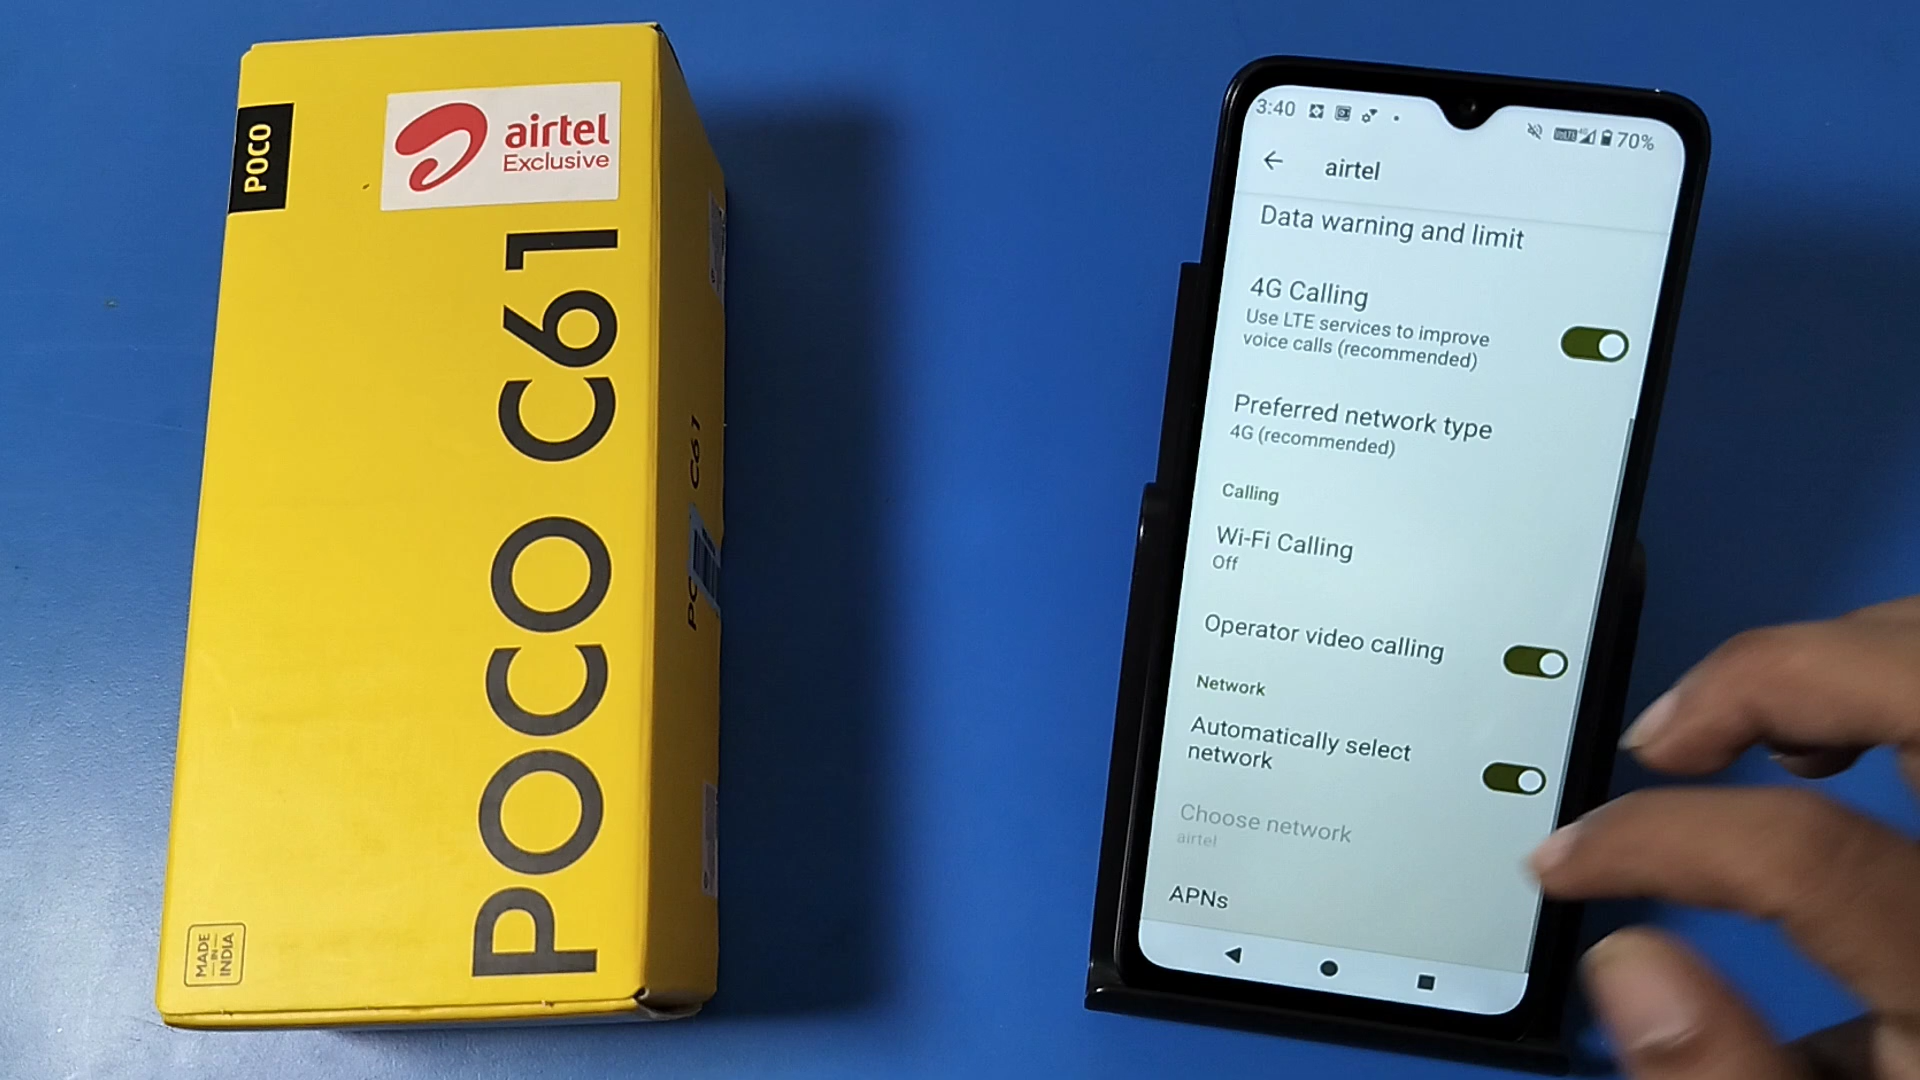 POCO
airtel
Exclusive
POCO C61
C61
MADE
IN
INDIA
3:40
70%
airtel
Data warning and limit
4G Calling
Use LTE services to improve
voice calls (recommended)
Preferred network type
4G (recommended)
Calling
Wi-Fi Calling
Off
Operator video calling
Network
Automatically select
network
Choose network
airtel
APNs